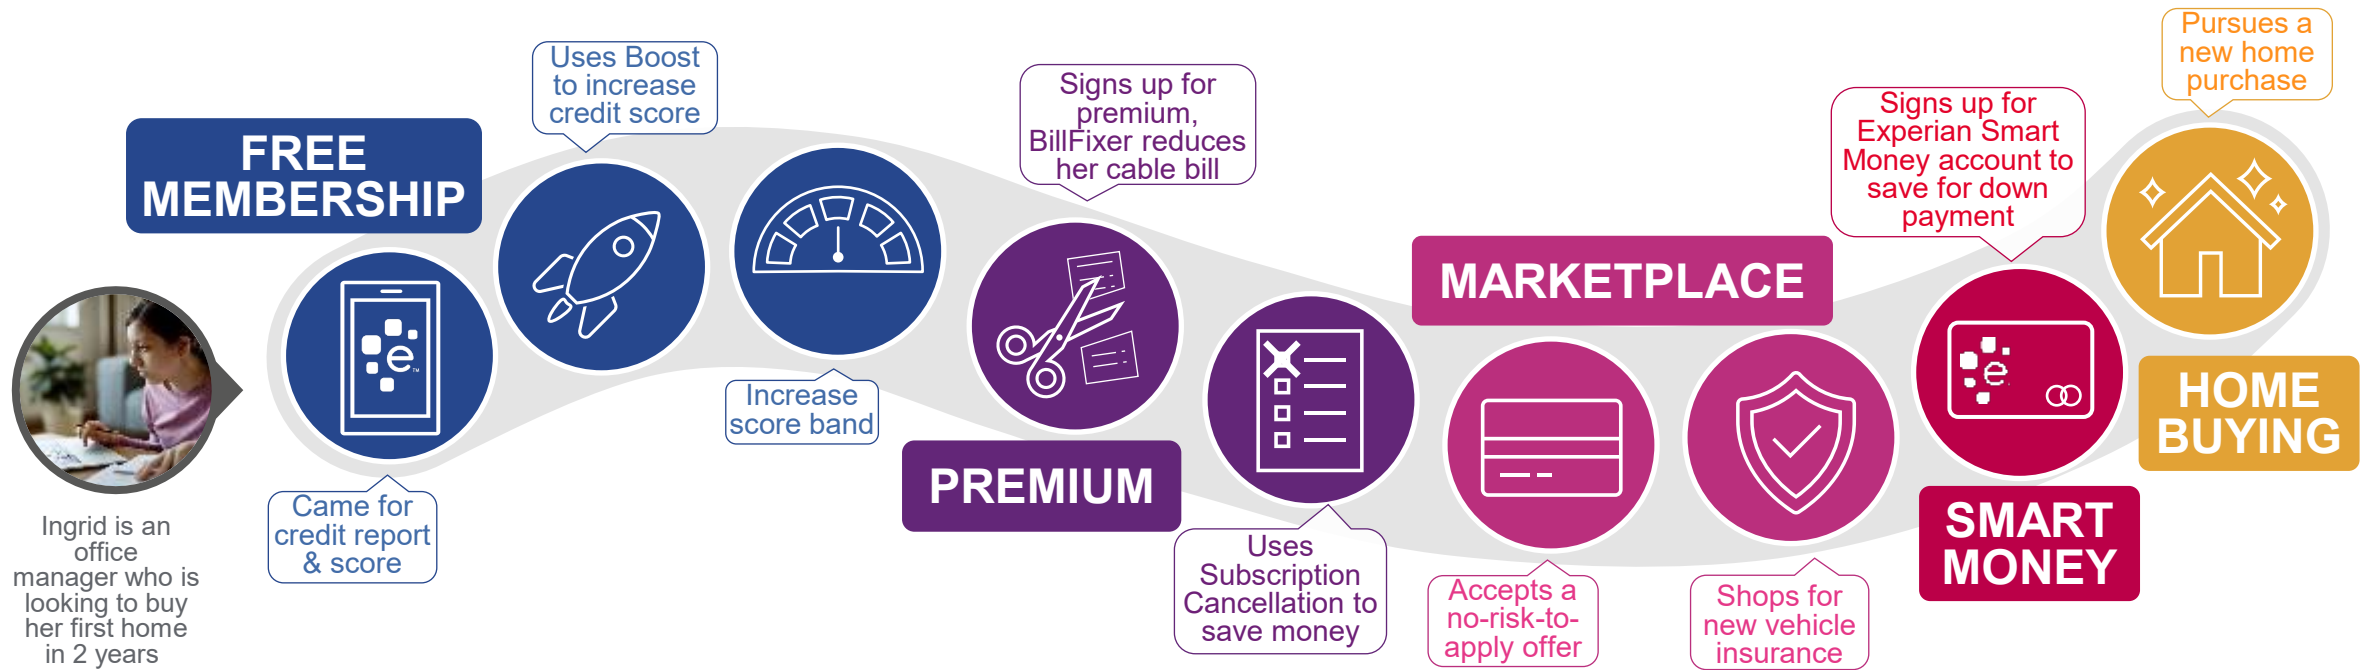 Ingrid is an
office
manager who is
looking to buy
her first home
in 2 years
FREE
MEMBERSHIP
e™
Came for
credit report
& score
Uses Boost
to increase
credit score
Increase
score band
Signs up for
premium,
BillFixer reduces
her cable bill
PREMIUM
Uses
Subscription
Cancellation to
save money
MARKETPLACE
Accepts a
no-risk-to-
apply offer
Shops for
new vehicle
insurance
Signs up for
Experian Smart
Money account to
save for down
payment
e
SMART
MONEY
Pursues a
new home
purchase
HOME
BUYING